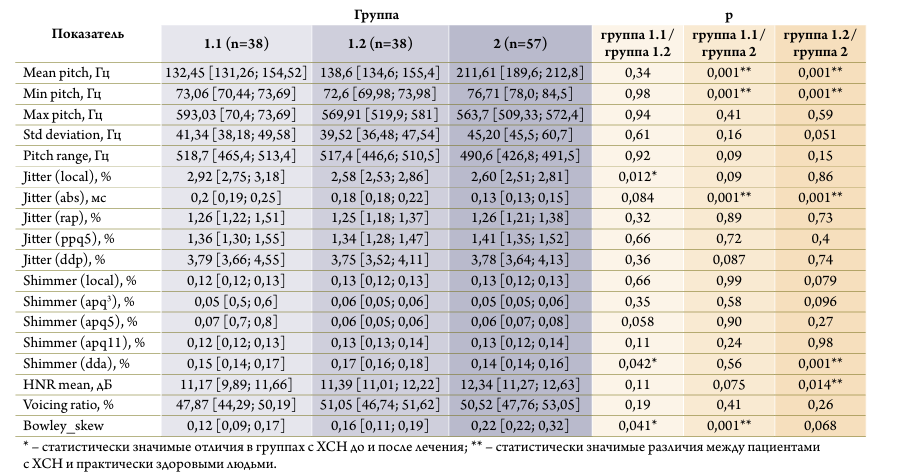 Показатель Группа p
1.1 (n=38) 1.2 (n=38) 2 (n=57) группа 1.1/ группа 1.2 группа 1.1/ группа 2 группа 1.2/ группа 2
Mean pitch, Гц 132,45 [131,26; 154,52] 138,6 [134,6; 155,4] 211,61 [189,6; 212,8] 0,34 0,001** 0,001**
Min pitch, Гц 73,06 [70,44; 73,69] 72,6 [69,98; 73,98] 76,71 [78,0; 84,5] 0,98 0,001** 0,001**
Max pitch, Гц 593,03 [70,4; 73,69] 569,91 [519,9; 581] 563,7 [509,33; 572,4] 0,94 0,41 0,59
Std deviation, Гц 41,34 [38,18; 49,58] 39,52 [36,48; 47,54] 45,20 [45,5; 60,7] 0,61 0,16 0,051
Pitch range, Гц 518,7 [465,4; 513,4] 517,4 [446,6; 510,5] 490,6 [426,8; 491,5] 0,92 0,09 0,15
Jitter (local), % 2,92 [2,75; 3,18] 2,58 [2,53; 2,86] 2,60 [2,51; 2,81] 0,012* 0,09 0,86
Jitter (abs), мс 0,2 [0,19; 0,25] 0,18 [0,18; 0,22] 0,13 [0,13; 0,15] 0,084 0,001** 0,001**
Jitter (rap), % 1,26 [1,22; 1,51] 1,25 [1,18; 1,37] 1,26 [1,21; 1,38] 0,32 0,89 0,73
Jitter (ppq5), % 1,36 [1,30; 1,55] 1,34 [1,28; 1,47] 1,41 [1,35; 1,52] 0,66 0,72 0,4
Jitter (ddp), % 3,79 [3,66; 4,55] 3,75 [3,52; 4,11] 3,78 [3,64; 4,13] 0,36 0,087 0,74
Shimmer (local), % 0,12 [0,12; 0,13] 0,13 [0,12; 0,13] 0,13 [0,12; 0,13] 0,66 0,99 0,079
Shimmer (apq³), % 0,05 [0,5; 0,6] 0,06 [0,05; 0,06] 0,05 [0,05; 0,06] 0,35 0,58 0,096
Shimmer (apq5), % 0,07 [0,7; 0,8] 0,06 [0,05; 0,06] 0,06 [0,07; 0,08] 0,058 0,90 0,27
Shimmer (apq11), % 0,12 [0,12; 0,13] 0,13 [0,13; 0,14] 0,13 [0,12; 0,14] 0,11 0,24 0,98
Shimmer (dda), % 0,15 [0,14; 0,17] 0,17 [0,16; 0,18] 0,14 [0,14; 0,16] 0,042* 0,56 0,001**
HNR mean, дБ 11,17 [9,89; 11,66] 11,39 [11,01; 12,22] 12,34 [11,27; 12,63] 0,11 0,075 0,014**
Voicing ratio, % 47,87 [44,29; 50,19] 51,05 [46,74; 51,62] 50,52 [47,76; 53,05] 0,19 0,41 0,26
Bowley_skew 0,12 [0,09; 0,17] 0,16 [0,11; 0,19] 0,22 [0,22; 0,32] 0,041* 0,001** 0,068
* – статистически значимые отличия в группах с ХСН до и после лечения; ** – статистически значимые различия между пациентами
с ХСН и практически здоровыми людьми.